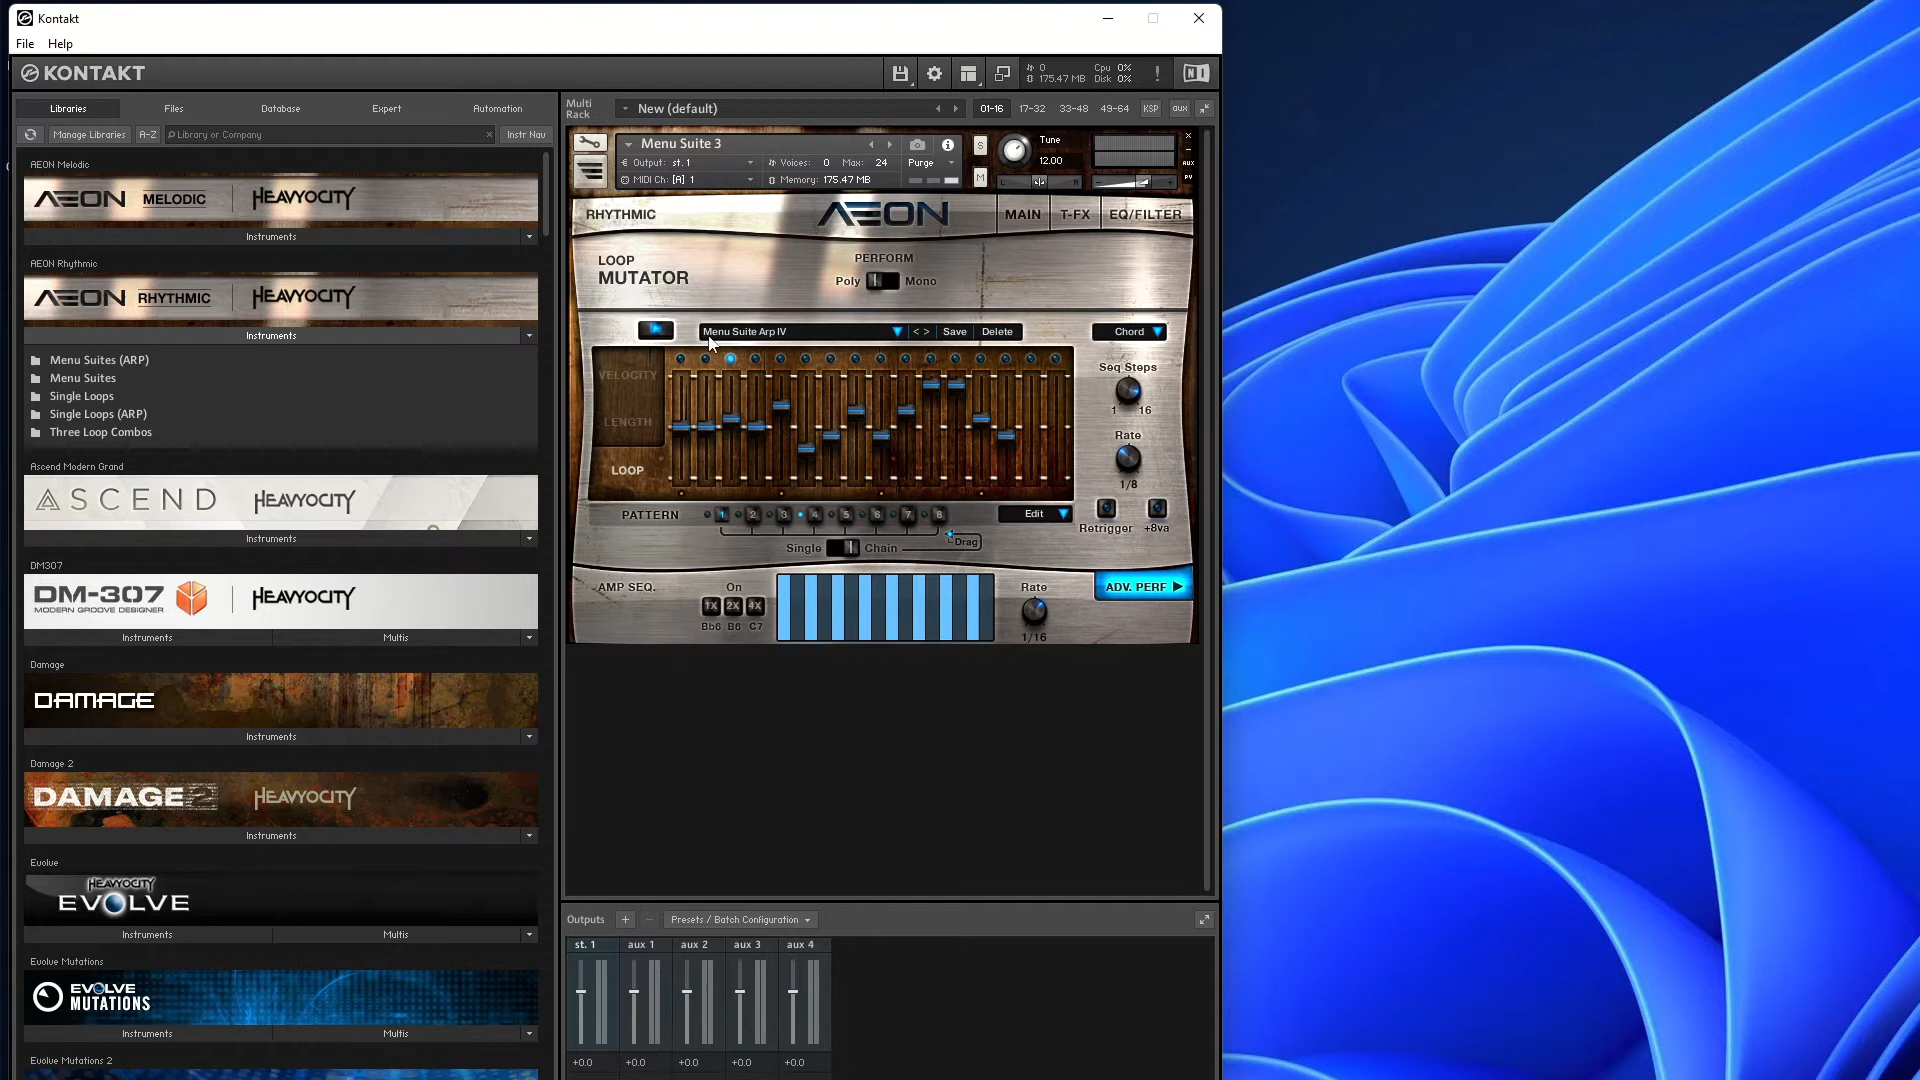 Kontakt
File Help
KONTAKT
0
175.47 MB
Cpu 0%
Disk 0%
!
NI
Libraries Files Database Expert Automation
Manage Libraries A-Z Library or Company × Instr Nav
AEON Melodic
AEON MELODIC HEAVYOCITY
Instruments
AEON Rhythmic
AEON RHYTHMIC HEAVYOCITY
Instruments
Menu Suites (ARP)
Menu Suites
Single Loops
Single Loops (ARP)
Three Loop Combos
Ascend Modern Grand
ASCEND HEAVYOCITY
Instruments
DM307
DM-307 HEAVYOCITY
MODERN GROOVE DESIGNER
Instruments Multis
Damage
DAMAGE
Instruments
Damage 2
DAMAGE 2 HEAVYOCITY
Instruments
Evolve
HEAVYOCITY
EVOLVE
Instruments Multis
Evolve Mutations
EVOLVE
MUTATIONS
Instruments Multis
Evolve Mutations 2
Multi
Rack
New (default) 01-16 17-32 33-48 49-64 KSP aux
Menu Suite 3
Output: st. 1 Voices: 0 Max: 24 Purge
MIDI Ch: [A] 1 Memory: 175.47 MB
S
M
Tune
12.00
L R
- +
×
-
AUX
PV
RHYTHMIC AEON MAIN T-FX EQ/FILTER
LOOP
MUTATOR
PERFORM
Poly Mono
Menu Suite Arp IV < > Save Delete Chord
VELOCITY
LENGTH
LOOP
Seq Steps
1 16
Rate
1/8
Retrigger +8va
PATTERN 1 2 3 4 5 6 7 8 Edit
Single Chain Drag
AMP SEQ. On
1X 2X 4X
Bb6 B6 C7
Rate
1/16
ADV. PERF
Outputs + - Presets / Batch Configuration
st. 1 aux 1 aux 2 aux 3 aux 4
+0.0 +0.0 +0.0 +0.0 +0.0